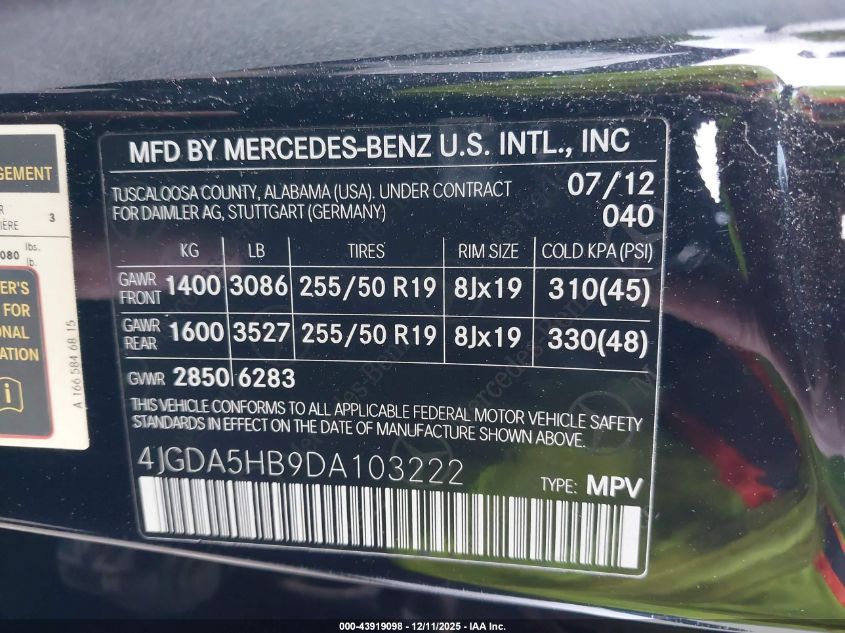 GEMENT
R
IERE 3
080 lbs.
lb.
ER'S
FOR
ONAL
ATION
i
A 166 584 68 15
MFD BY MERCEDES-BENZ U.S. INTL., INC
TUSCALOOSA COUNTY, ALABAMA (USA). UNDER CONTRACT 07/12
FOR DAIMLER AG, STUTTGART (GERMANY) 040
KG LB TIRES RIM SIZE COLD KPA (PSI)
GAWR FRONT 1400 3086 255/50 R19 8Jx19 310(45)
GAWR REAR 1600 3527 255/50 R19 8Jx19 330(48)
GVWR 2850 6283
THIS VEHICLE CONFORMS TO ALL APPLICABLE FEDERAL MOTOR VEHICLE SAFETY
STANDARDS IN EFFECT ON THE DATE OF MANUFACTURE SHOWN ABOVE.
4JGDA5HB9DA103222
TYPE: MPV
000-43919098 - 12/11/2025 - IAA Inc.